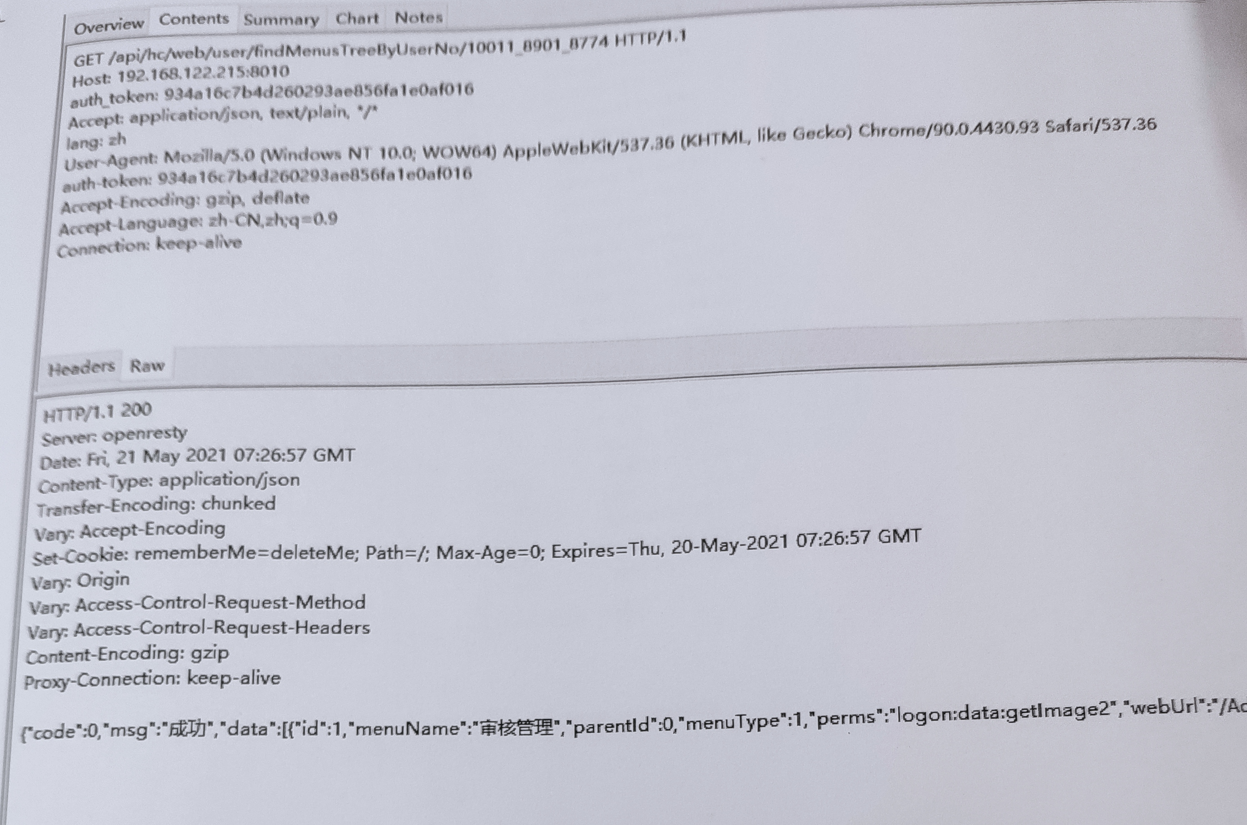 Overview Contents Summary Chart Notes
GET /api/hc/web/user/findMenusTreeByUserNo/10011_8901_8774 HTTP/1.1
Host: 192.168.122.215:8010
auth_token: 934a16c7b4d260293ae856fa1e0af016
Accept: application/json, text/plain, */*
lang: zh
User-Agent: Mozilla/5.0 (Windows NT 10.0; WOW64) AppleWebKit/537.36 (KHTML, like Gecko) Chrome/90.0.4430.93 Safari/537.36
auth-token: 934a16c7b4d260293ae856fa1e0af016
Accept-Encoding: gzip, deflate
Accept-Language: zh-CN,zh;q=0.9
Connection: keep-alive
Headers Raw
HTTP/1.1 200
Server: openresty
Date: Fri, 21 May 2021 07:26:57 GMT
Content-Type: application/json
Transfer-Encoding: chunked
Vary: Accept-Encoding
Set-Cookie: rememberMe=deleteMe; Path=/; Max-Age=0; Expires=Thu, 20-May-2021 07:26:57 GMT
Vary: Origin
Vary: Access-Control-Request-Method
Vary: Access-Control-Request-Headers
Content-Encoding: gzip
Proxy-Connection: keep-alive
{"code":0,"msg":"成功","data":[{"id":1,"menuName":"审核管理","parentId":0,"menuType":1,"perms":"logon:data:getImage2","webUrl":"/Ad